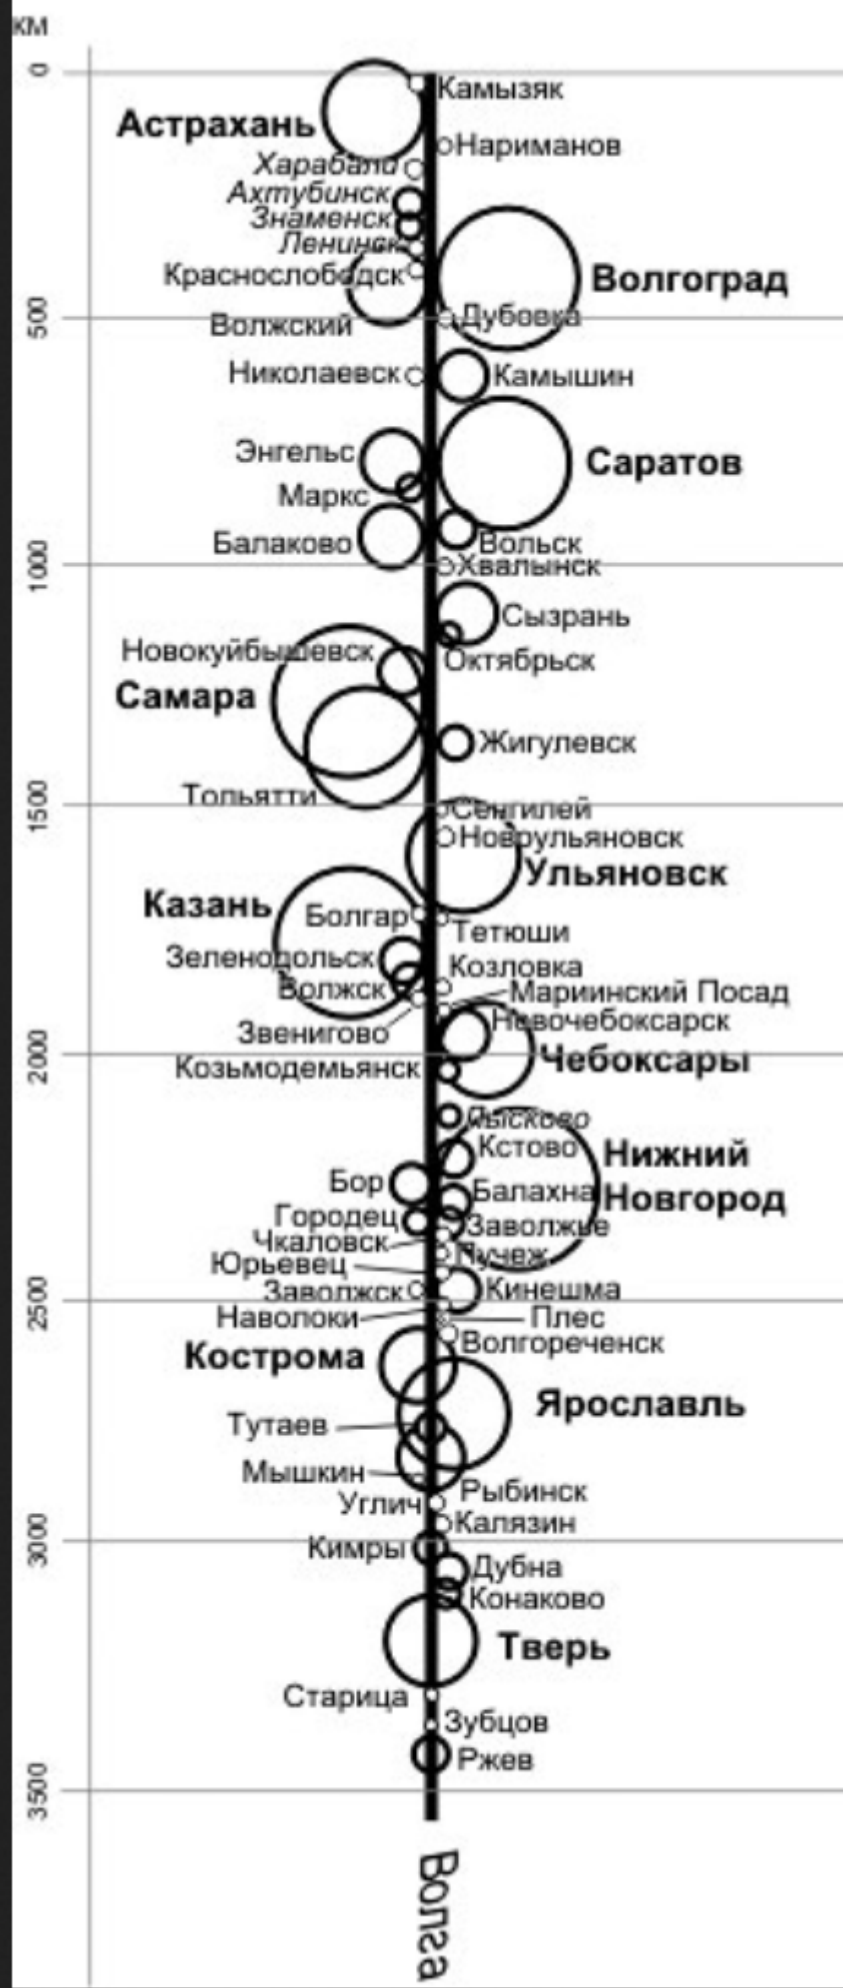 км
0
Камызяк
Астрахань
Нариманов
Харабали
Ахтубинск
Знаменск
Ленинск
Краснослободск
Волгоград
500
Дубовка
Волжский
Николаевск
Камышин
Энгельс
Саратов
Маркс
Балаково
Вольск
1000
Хвалынск
Сызрань
Новокуйбышевск
Октябрьск
Самара
Жигулевск
Тольятти
1500
Сенгилей
Новоульяновск
Ульяновск
Казань
Болгар
Тетюши
Зеленодольск
Козловка
Волжск
Мариинский Посад
Новочебоксарск
Звенигово
2000
Чебоксары
Козьмодемьянск
Лысково
Кстово
Нижний
Новгород
Бор
Балахна
Городец
Заволжье
Чкаловск
Пучеж
Юрьевец
Заволжск
Кинешма
2500
Наволоки
Плес
Волгореченск
Кострома
Ярославль
Тутаев
Мышкин
Рыбинск
Углич
Калязин
3000
Кимры
Дубна
Конаково
Тверь
Старица
Зубцов
Ржев
3500
Волга